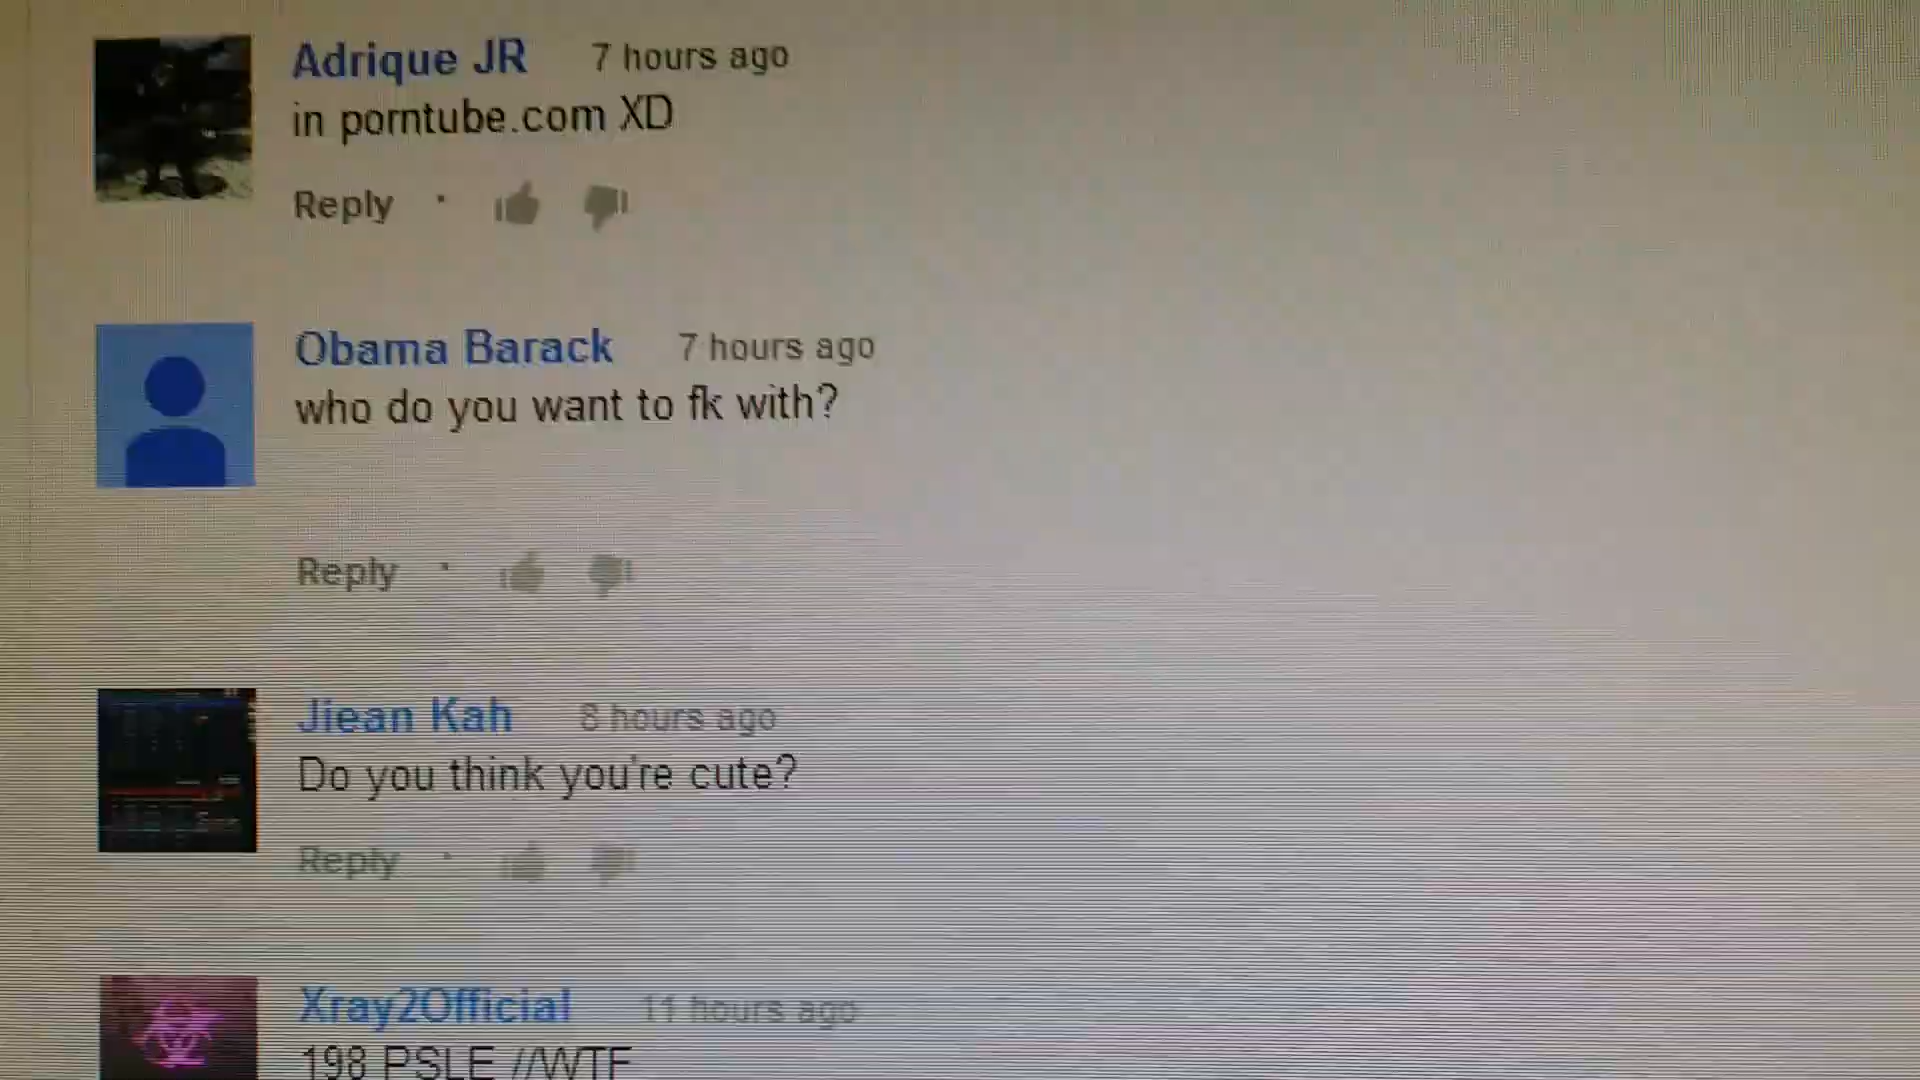 Adrique JR 7 hours ago
in porntube.com XD
Reply
Obama Barack 7 hours ago
who do you want to fk with?
Reply
Jiean Kah 8 hours ago
Do you think you're cute?
Reply
Xray2Official 11 hours ago
198 PSLE //WTF